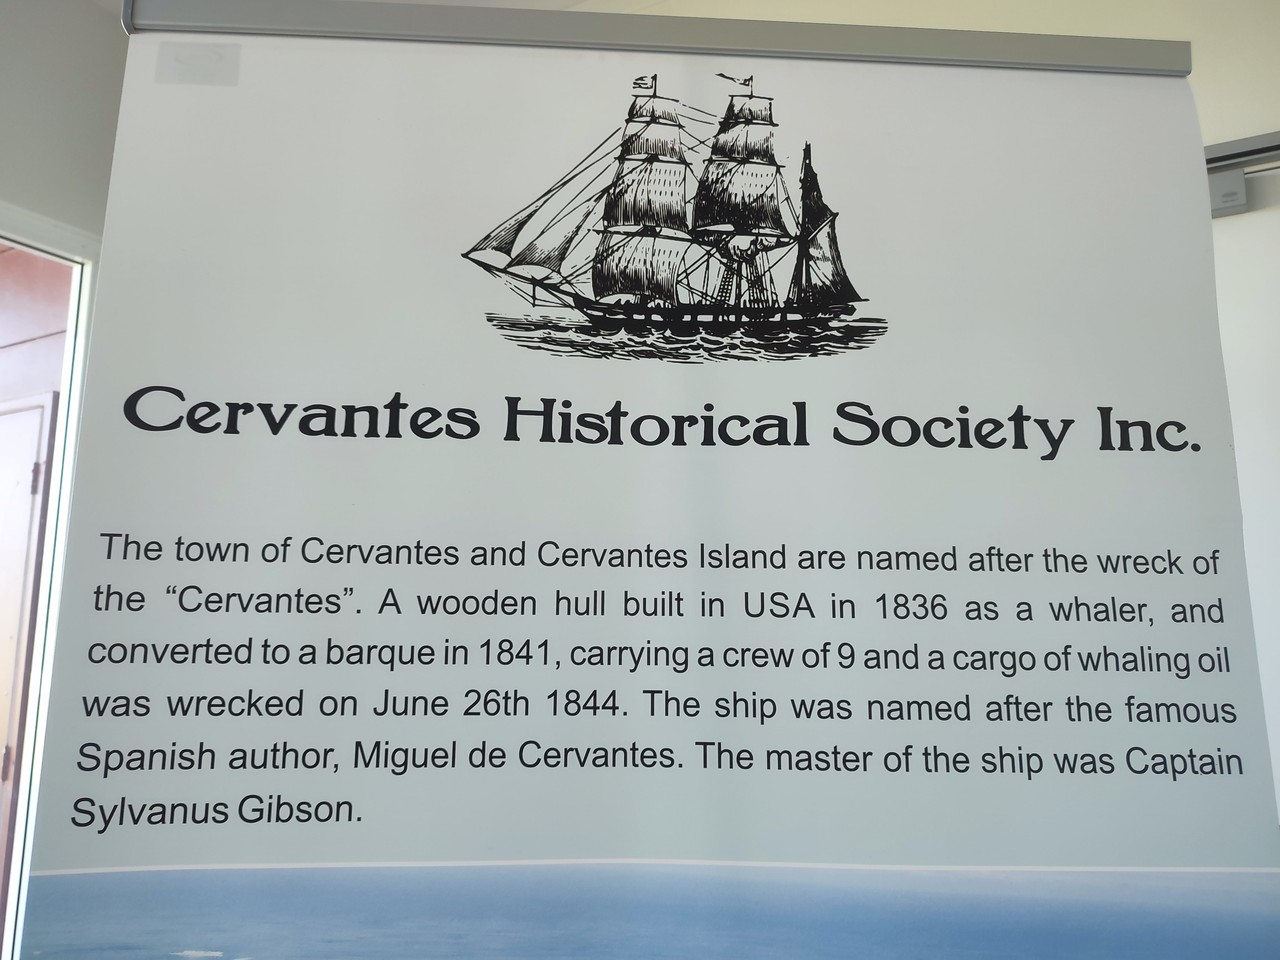 Cervantes Historical Society Inc.
The town of Cervantes and Cervantes Island are named after the wreck of
the “Cervantes”. A wooden hull built in USA in 1836 as a whaler, and
converted to a barque in 1841, carrying a crew of 9 and a cargo of whaling oil
was wrecked on June 26th 1844. The ship was named after the famous
Spanish author, Miguel de Cervantes. The master of the ship was Captain
Sylvanus Gibson.